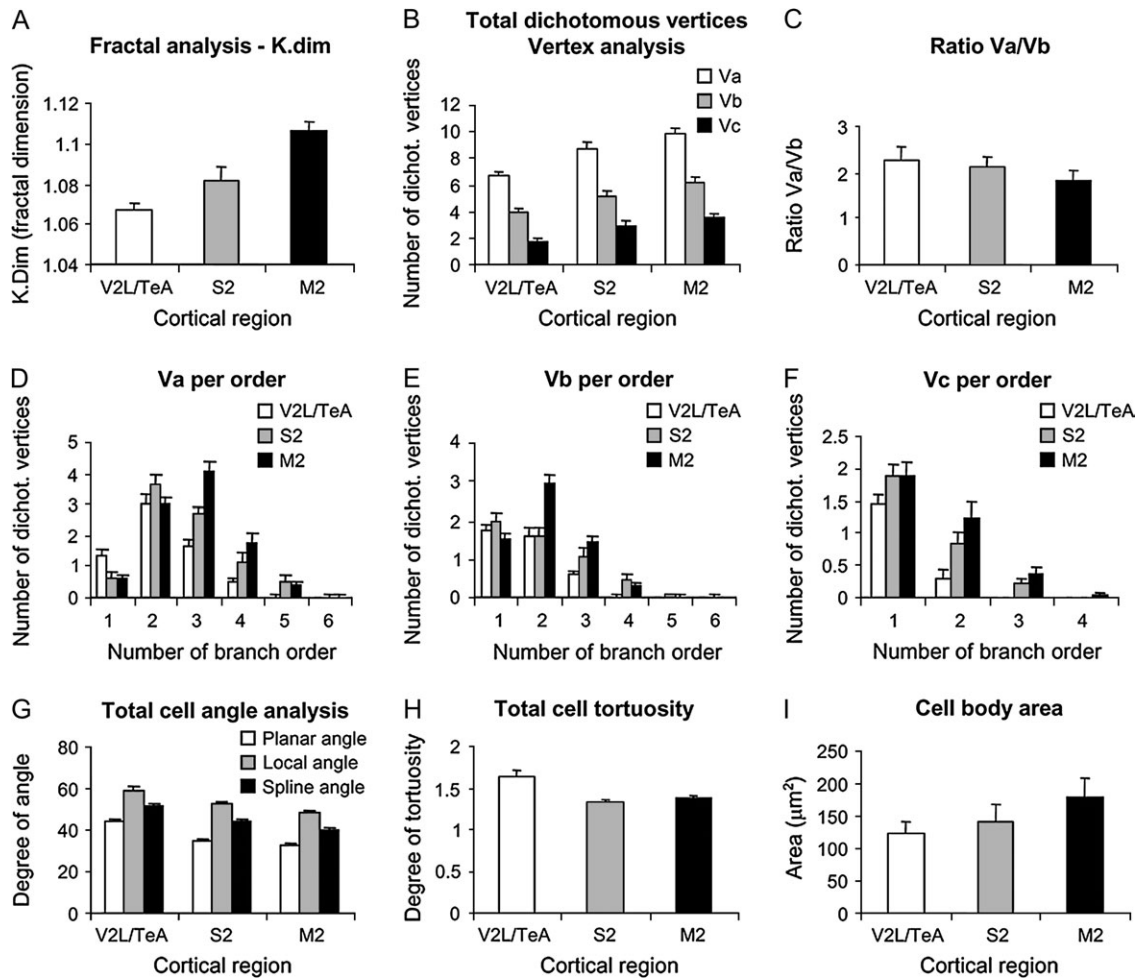 A
Fractal analysis - K.dim
K.Dim (fractal dimension)
1.12
1.1
1.08
1.06
1.04
V2L/TeA S2 M2
Cortical region
B
Total dichotomous vertices
Vertex analysis
Va
Vb
Vc
Number of dichot. vertices
12
10
8
6
4
2
0
V2L/TeA S2 M2
Cortical region
C
Ratio Va/Vb
Ratio Va/Vb
3
2
1
0
V2L/TeA S2 M2
Cortical region
D
Va per order
V2L/TeA
S2
M2
Number of dichot. vertices
5
4
3
2
1
0
1 2 3 4 5 6
Number of branch order
E
Vb per order
V2L/TeA
S2
M2
Number of dichot. vertices
4
3
2
1
0
1 2 3 4 5 6
Number of branch order
F
Vc per order
V2L/TeA
S2
M2
Number of dichot. vertices
2.5
2
1.5
1
0.5
0
1 2 3 4
Number of branch order
G
Total cell angle analysis
Planar angle
Local angle
Spline angle
Degree of angle
80
60
40
20
0
V2L/TeA S2 M2
Cortical region
H
Total cell tortuosity
Degree of tortuosity
2
1.5
1
0.5
0
V2L/TeA S2 M2
Cortical region
I
Cell body area
Area (μm²)
250
200
150
100
50
0
V2L/TeA S2 M2
Cortical region